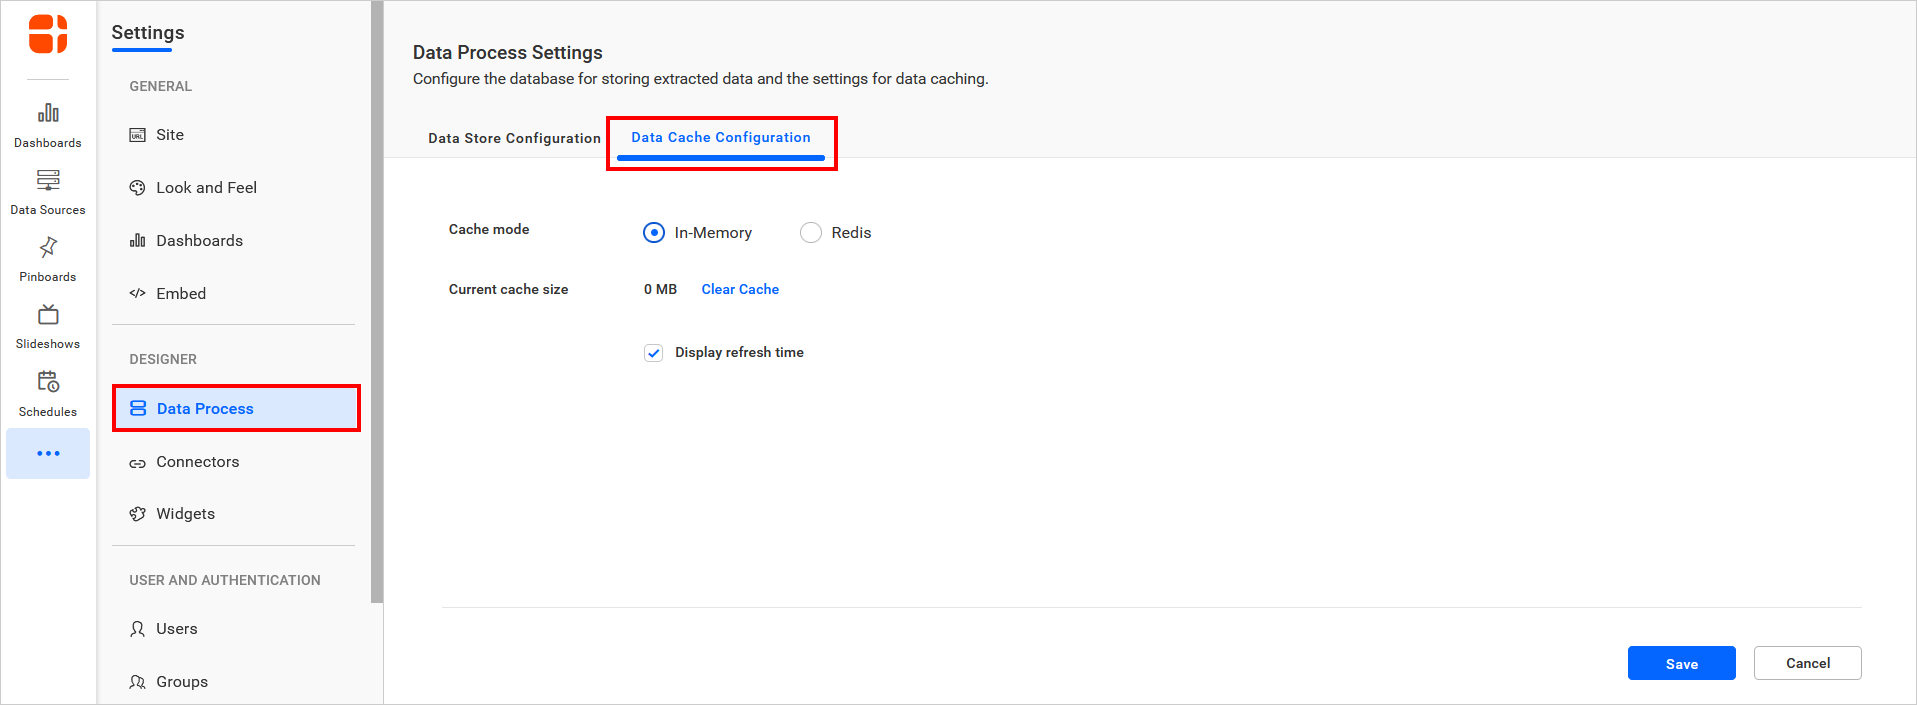 Dashboards
Data Sources
Pinboards
Slideshows
Schedules
Settings
GENERAL
URL
Site
Look and Feel
Dashboards
Embed
DESIGNER
Data Process
Connectors
Widgets
USER AND AUTHENTICATION
Users
Groups
Data Process Settings
Configure the database for storing extracted data and the settings for data caching.
Data Store Configuration
Data Cache Configuration
Cache mode
In-Memory
Redis
Current cache size
0 MB
Clear Cache
Display refresh time
Save
Cancel